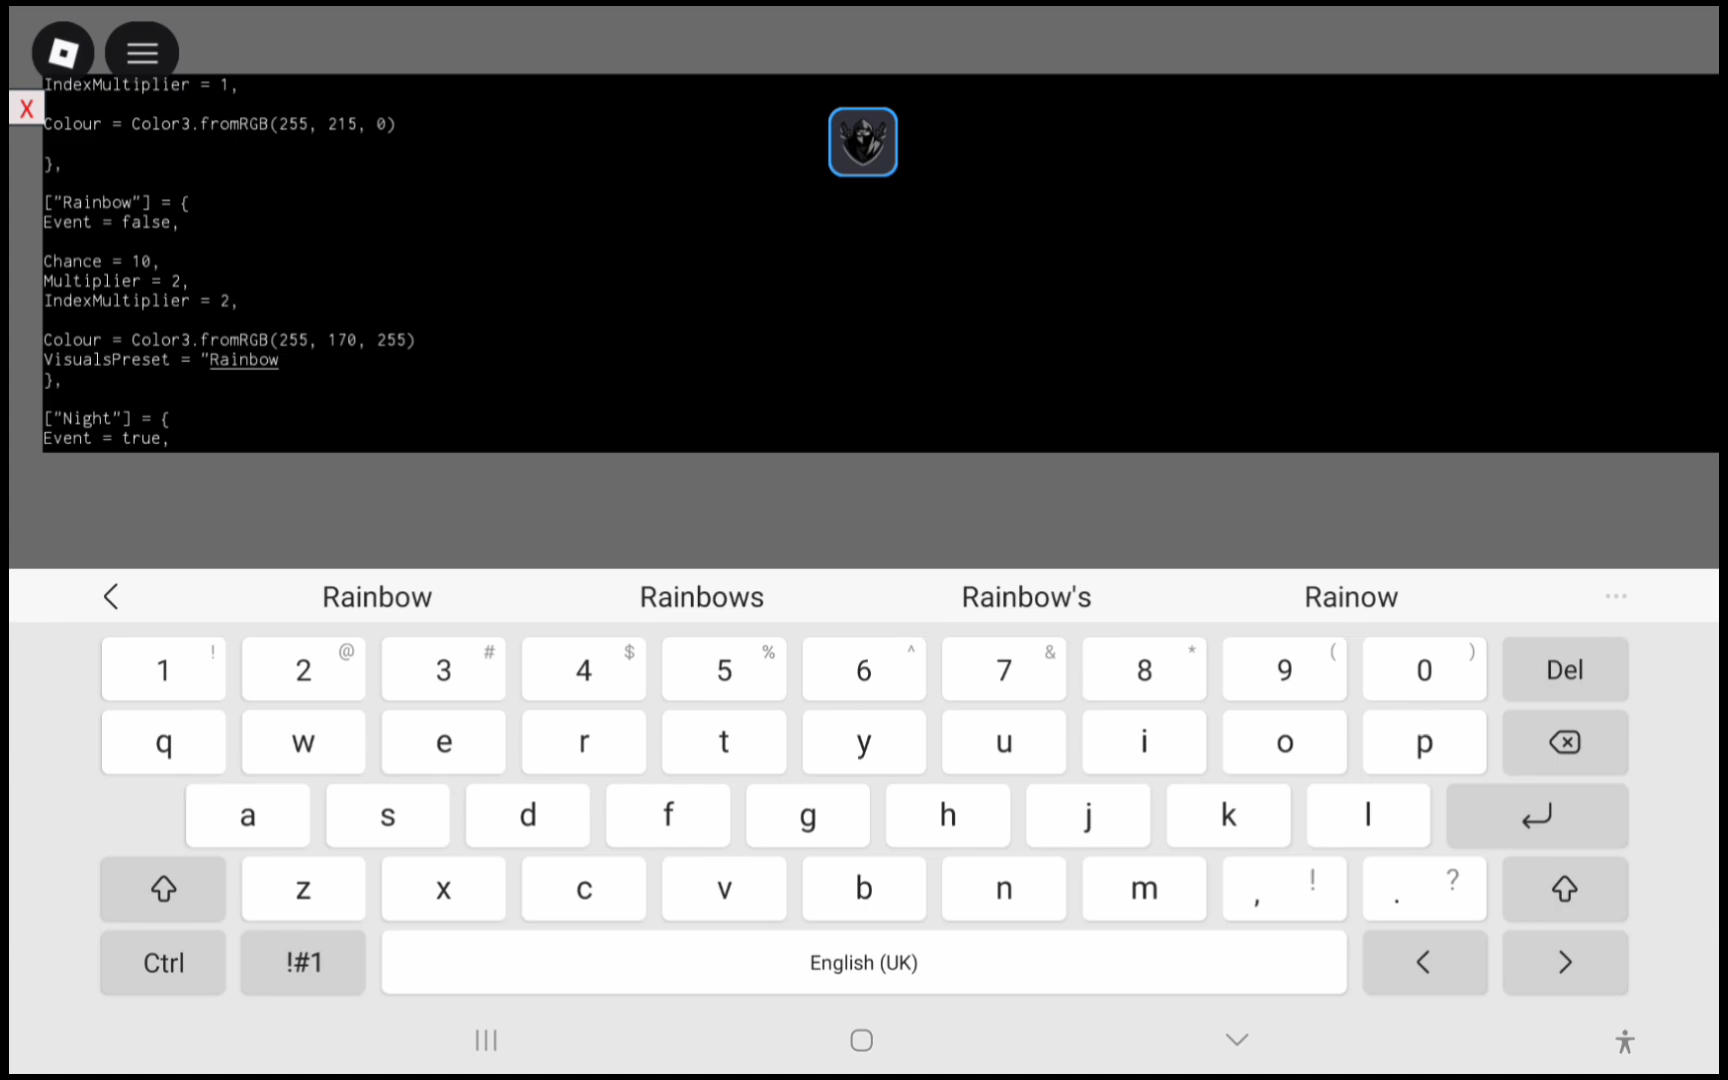 IndexMultiplier = 1,
X
Colour = Color3.fromRGB(255, 215, 0)
},
["Rainbow"] = {
Event = false,
Chance = 10,
Multiplier = 2,
IndexMultiplier = 2,
Colour = Color3.fromRGB(255, 170, 255)
VisualsPreset = "Rainbow
},
["Night"] = {
Event = true,
Rainbow Rainbows Rainbow's Rainow
1 ! 2 @ 3 # 4 $ 5 % 6 ^ 7 & 8 * 9 ( 0 ) Del
q w e r t y u i o p
a s d f g h j k l
z x c v b n m , ! . ?
Ctrl !#1 English (UK) < >